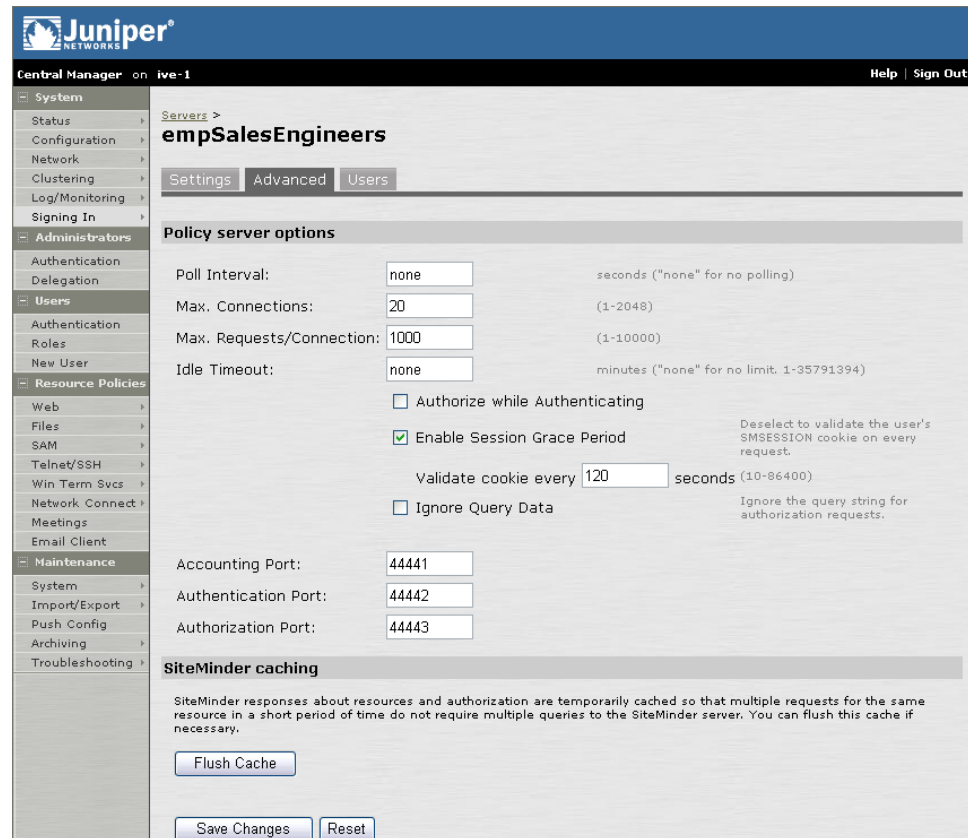 Juniper®
NETWORKS
Central Manager on ive-1
Help | Sign Out
System
Status
Configuration
Network
Clustering
Log/Monitoring
Signing In
Administrators
Authentication
Delegation
Users
Authentication
Roles
New User
Resource Policies
Web
Files
SAM
Telnet/SSH
Win Term Svcs
Network Connect
Meetings
Email Client
Maintenance
System
Import/Export
Push Config
Archiving
Troubleshooting
Servers >
empSalesEngineers
Settings Advanced Users
Policy server options
Poll Interval: none seconds ("none" for no polling)
Max. Connections: 20 (1-2048)
Max. Requests/Connection: 1000 (1-10000)
Idle Timeout: none minutes ("none" for no limit. 1-35791394)
Authorize while Authenticating
Enable Session Grace Period
Deselect to validate the user's
SMSESSION cookie on every
request.
Validate cookie every 120 seconds (10-86400)
Ignore Query Data
Ignore the query string for
authorization requests.
Accounting Port: 44441
Authentication Port: 44442
Authorization Port: 44443
SiteMinder caching
SiteMinder responses about resources and authorization are temporarily cached so that multiple requests for the same
resource in a short period of time do not require multiple queries to the SiteMinder server. You can flush this cache if
necessary.
Flush Cache
Save Changes Reset